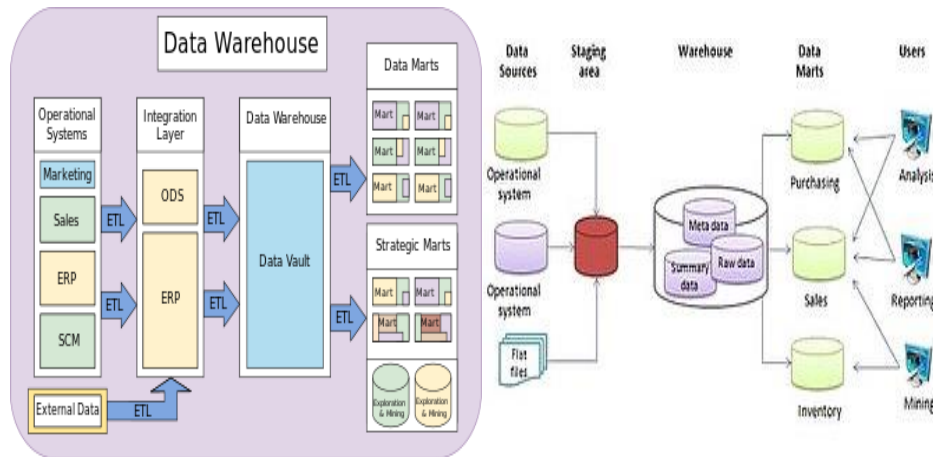 Data Warehouse
Operational
Systems
Marketing
Sales
ERP
SCM
External Data
ETL
ETL
ETL
Integration
Layer
ODS
ERP
ETL
ETL
Data Warehouse
Data Vault
ETL
ETL
Data Marts
Mart
Mart
Mart
Mart
Mart
Mart
Strategic Marts
Mart
Mart
Mart
Mart
Exploration
& Mining
Exploration
& Mining
Data
Sources
Staging
area
Warehouse
Data
Marts
Users
Operational
system
Operational
system
Flat
files
Meta data
Summary
data
Raw data
Purchasing
Sales
Inventory
Analysis
Reporting
Mining